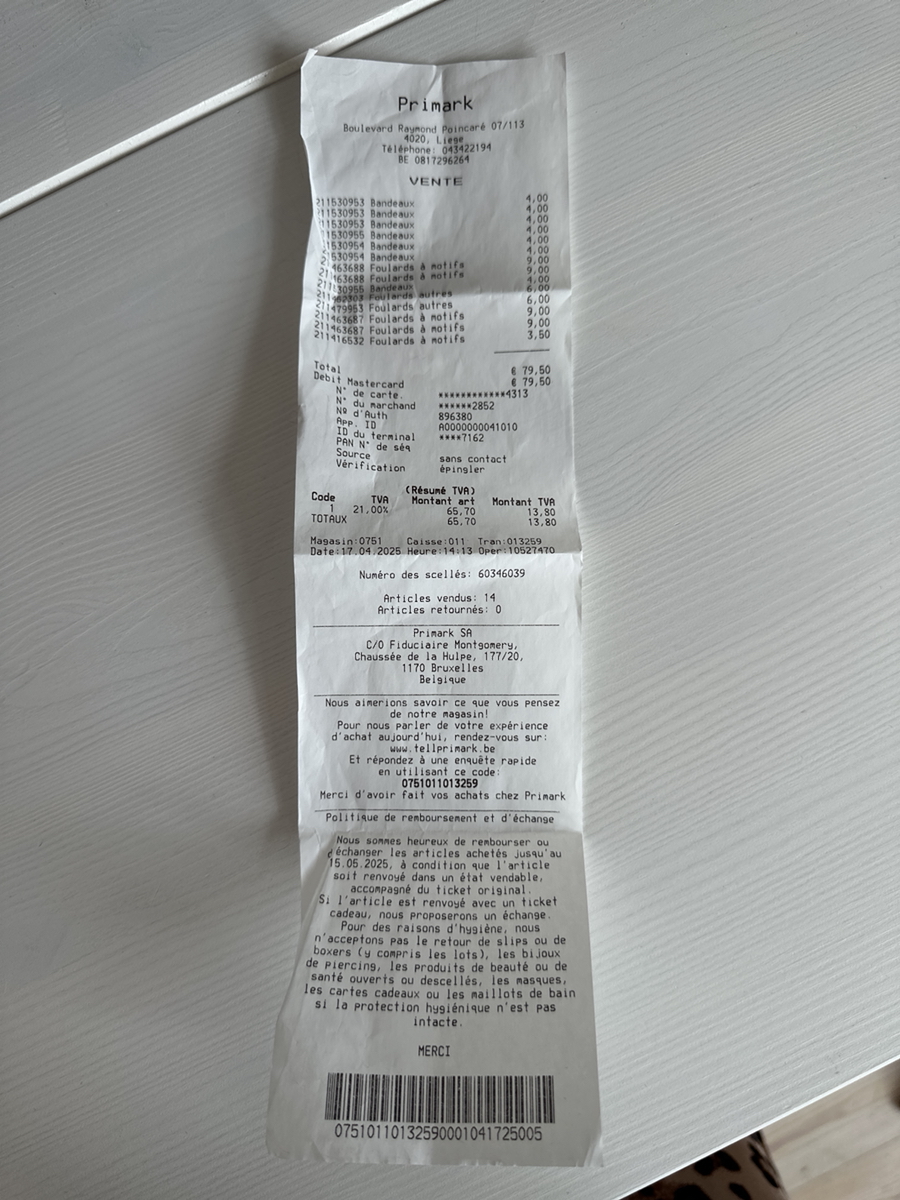 Primark
Boulevard Raymond Poincaré 07/113
4020, Liege
Téléphone: 043422194
BE 0817296264
VENTE
211530953 Bandeaux 4,00
211530953 Bandeaux 4,00
211530953 Bandeaux 4,00
211530955 Bandeaux 4,00
211530954 Bandeaux 4,00
211530954 Bandeaux 4,00
211463688 Foulards à motifs 9,00
211463688 Foulards à motifs 9,00
211530955 Bandeaux 4,00
Foulards autres 6,00
211479953 Foulards autres 6,00
211463687 Foulards à motifs 9,00
211463687 Foulards à motifs 9,00
211416532 Foulards à motifs 3,50
Total € 79,50
Debit Mastercard € 79,50
N° de carte. ************4313
N° du marchand ******2852
Nº d'Auth 896380
App. ID A0000000041010
ID du terminal ****7162
PAN N° de séq
Source sans contact
Vérification épingler
(Résumé TVA)
Code TVA Montant art Montant TVA
1 21,00% 65,70 13,80
TOTAUX 65,70 13,80
Magasin:0751 Caisse:011 Tran:013259
Date:17.04.2025 Heure:14:13 Oper:10527470
Numéro des scellés: 60346039
Articles vendus: 14
Articles retournés: 0
Primark SA
C/O Fiduciaire Montgomery,
Chaussée de la Hulpe, 177/20,
1170 Bruxelles
Belgique
Nous aimerions savoir ce que vous pensez
de notre magasin!
Pour nous parler de votre expérience
d'achat aujourd'hui, rendez-vous sur:
www.tellprimark.be
Et répondez à une enquête rapide
en utilisant ce code:
0751011013259
Merci d'avoir fait vos achats chez Primark
Politique de remboursement et d'échange
Nous sommes heureux de rembourser ou
d'échanger les articles achetés jusqu'au
15.05.2025, à condition que l'article
soit renvoyé dans un état vendable,
accompagné du ticket original.
Si l'article est renvoyé avec un ticket
cadeau, nous proposerons un échange.
Pour des raisons d'hygiène, nous
n'acceptons pas le retour de slips ou de
boxers (y compris les lots), les bijoux
de piercing, les produits de beauté ou de
santé ouverts ou descellés, les masques,
les cartes cadeaux ou les maillots de bain
si la protection hygiénique n'est pas
intacte.
MERCI
07510110132590001041725005